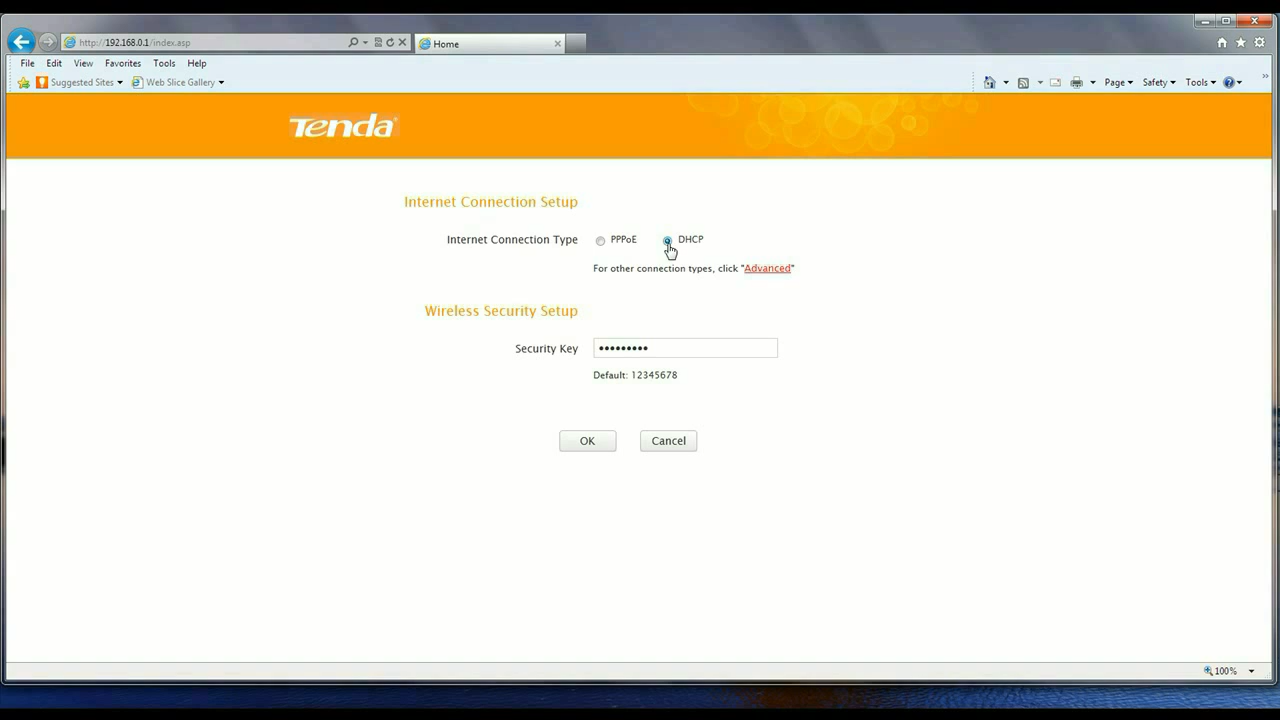 http://192.168.0.1/index.asp
Home
File Edit View Favorites Tools Help
Suggested Sites Web Slice Gallery Page Safety Tools
Tenda
Internet Connection Setup
Internet Connection Type PPPoE DHCP
For other connection types, click "Advanced"
Wireless Security Setup
Security Key •••••••••
Default: 12345678
OK Cancel
100%